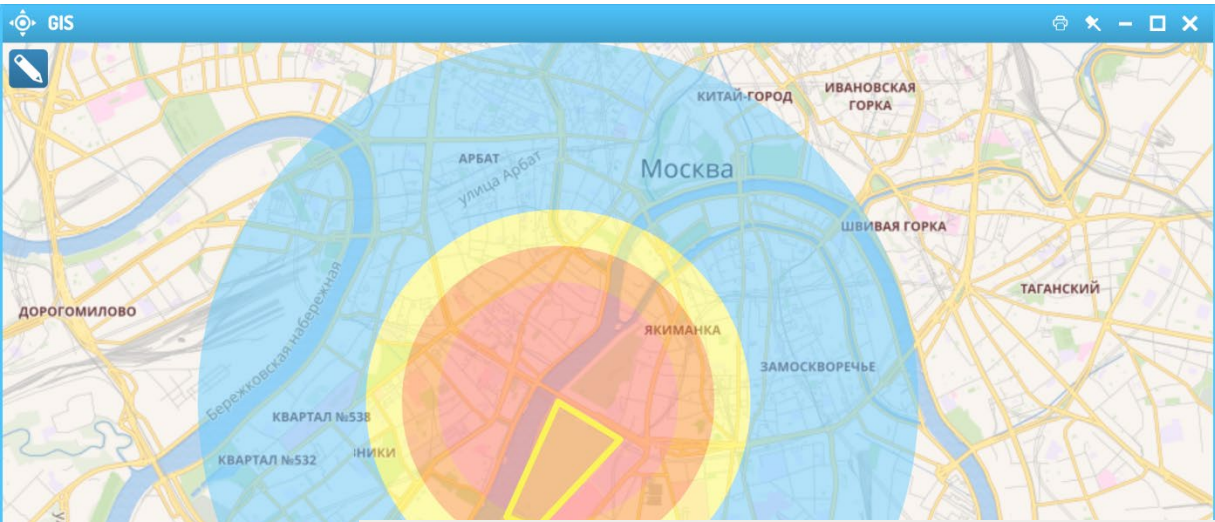 GIS
КИТАЙ-ГОРОД
ИВАНОВСКАЯ
ГОРКА
АРБАТ
улица Арбат
Москва
ШВИВАЯ ГОРКА
ТАГАНСКИЙ
ДОРОГОМИЛОВО
Бережковская набережная
ЯКИМАНКА
ЗАМОСКВОРЕЧЬЕ
КВАРТАЛ №538
КВАРТАЛ №532
ІНИКИ